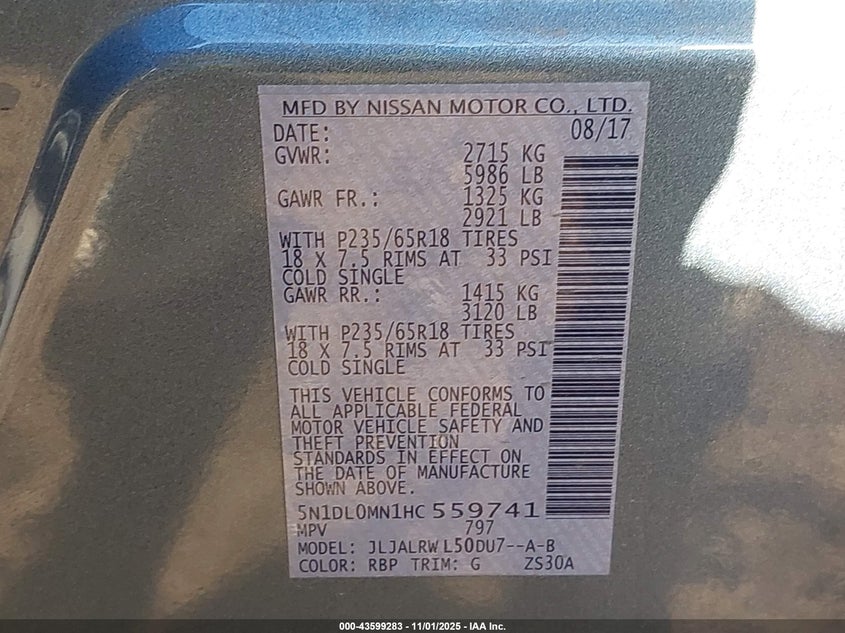 MFD BY NISSAN MOTOR CO., LTD.
DATE: 08/17
GVWR: 2715 KG
5986 LB
GAWR FR.: 1325 KG
2921 LB
WITH P235/65R18 TIRES
18 X 7.5 RIMS AT 33 PSI
COLD SINGLE
GAWR RR.: 1415 KG
3120 LB
WITH P235/65R18 TIRES
18 X 7.5 RIMS AT 33 PSI
COLD SINGLE
THIS VEHICLE CONFORMS TO
ALL APPLICABLE FEDERAL
MOTOR VEHICLE SAFETY AND
THEFT PREVENTION
STANDARDS IN EFFECT ON
THE DATE OF MANUFACTURE
SHOWN ABOVE.
5N1DL0MN1HC 559741
MPV 797
MODEL: JLJALRW L50DU7--A-B
COLOR: RBP TRIM: G ZS30A
000-43599283 - 11/01/2025 - IAA Inc.